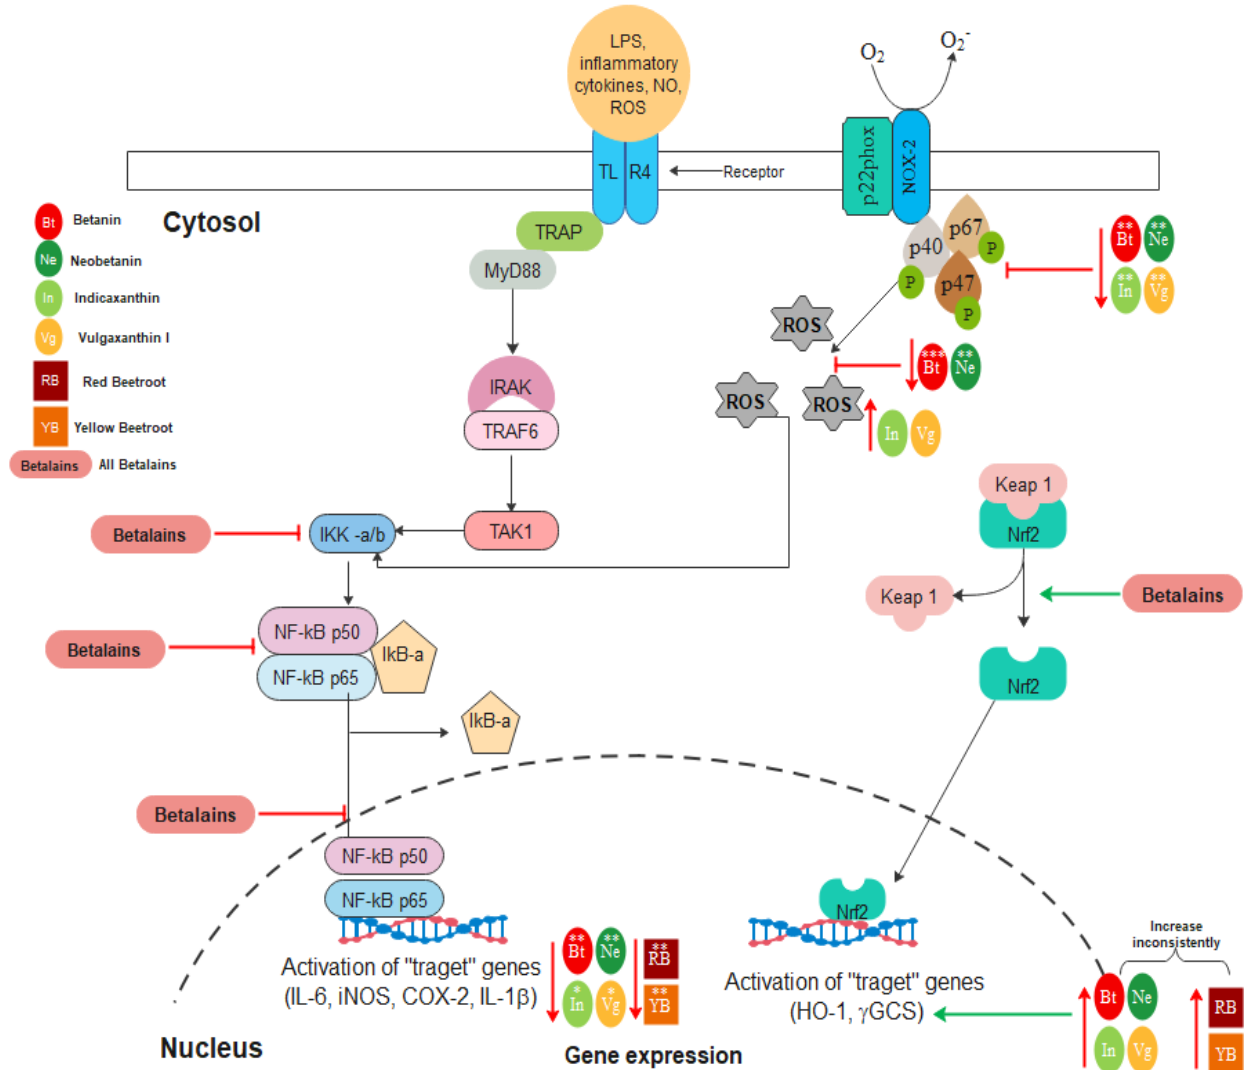 LPS,
inflammatory
cytokines, NO,
ROS
O2
O2-
TL R4
Receptor
p22phox
NOX-2
Cytosol
Bt Betanin
Ne Neobetanin
In Indicaxanthin
Vg Vulgaxanthin I
RB Red Beetroot
YB Yellow Beetroot
Betalains All Betalains
TRAP
MyD88
p40
p67
p47
P
P
P
** **
Bt Ne
** **
In Vg
ROS
ROS
ROS
*** **
Bt Ne
In Vg
IRAK
TRAF6
TAK1
IKK -a/b
Betalains
Keap 1
Nrf2
Keap 1
Betalains
Nrf2
Betalains
NF-kB p50
NF-kB p65
IkB-a
IkB-a
Betalains
NF-kB p50
NF-kB p65
Nrf2
Activation of "traget" genes
(IL-6, iNOS, COX-2, IL-1β)
** **
Bt Ne
* *
In Vg
**
RB
**
YB
Activation of "traget" genes
(HO-1, γGCS)
Increase
inconsistently
Bt Ne
In Vg
RB
YB
Nucleus
Gene expression